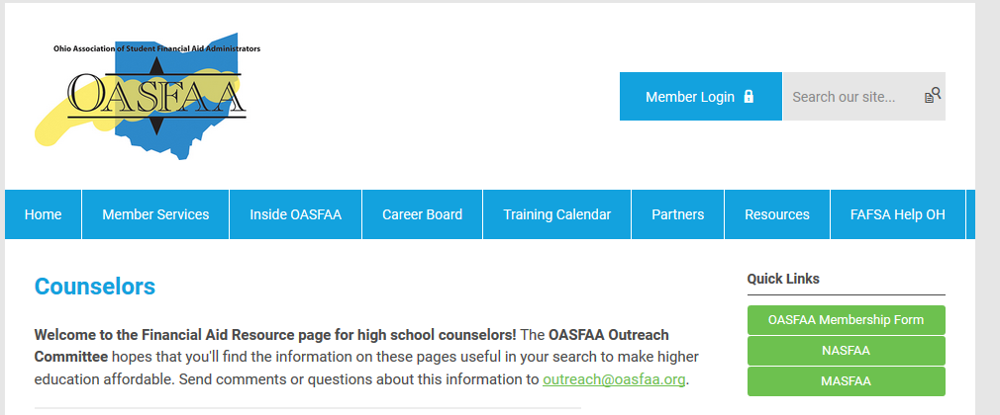 Ohio Association of Student Financial Aid Administrators
OASFAA
Member Login
Search our site...
Home
Member Services
Inside OASFAA
Career Board
Training Calendar
Partners
Resources
FAFSA Help OH
Counselors
Welcome to the Financial Aid Resource page for high school counselors! The OASFAA Outreach
Committee hopes that you'll find the information on these pages useful in your search to make higher
education affordable. Send comments or questions about this information to outreach@oasfaa.org.
Quick Links
OASFAA Membership Form
NASFAA
MASFAA